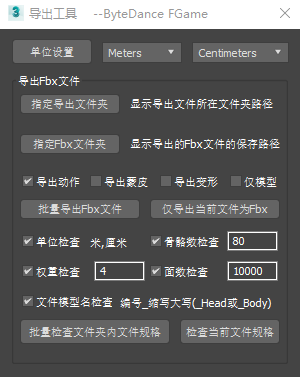 导出工具 --ByteDance FGame
单位设置 Meters Centimeters
导出Fbx文件
指定导出文件夹 显示导出文件所在文件夹路径
指定Fbx文件夹 显示导出的Fbx文件的保存路径
导出动作 导出蒙皮 导出变形 仅模型
批量导出Fbx文件 仅导出当前文件为Fbx
单位检查 米,厘米 骨骼数检查 80
权重检查 4 面数检查 10000
文件模型名检查 编号_缩写大写(_Head或_Body)
批量检查文件夹内文件规格 检查当前文件规格